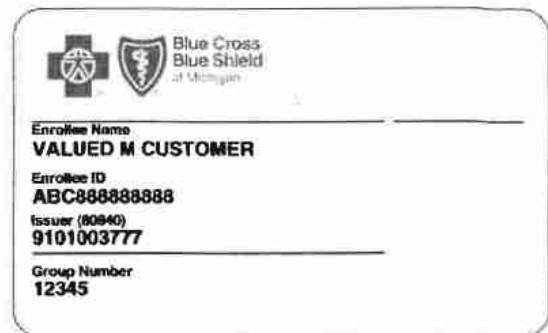 Blue Cross
Blue Shield
of Michigan
Enrollee Name
VALUED M CUSTOMER
Enrollee ID
ABC888888888
Issuer (80840)
9101003777
Group Number
12345